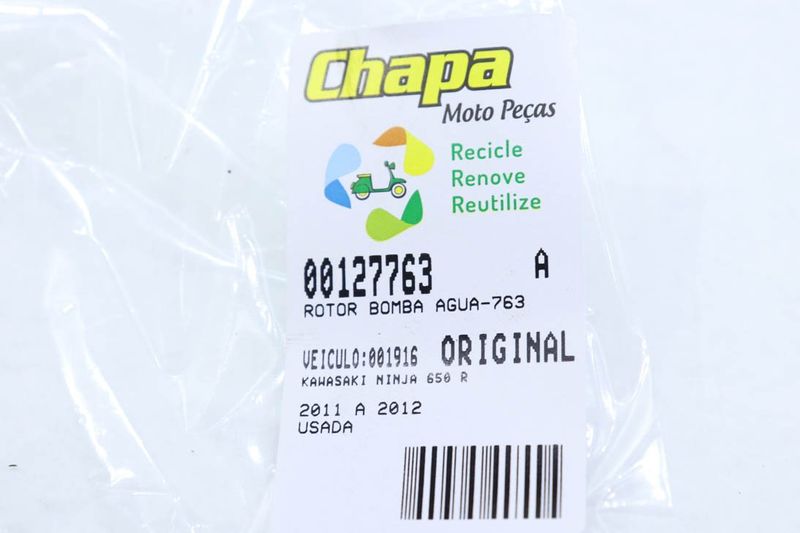 Chapa
Moto Peças
Recicle
Renove
Reutilize
00127763 A
ROTOR BOMBA AGUA-763
VEICULO:001916 ORIGINAL
KAWASAKI NINJA 650 R
2011 A 2012
USADA